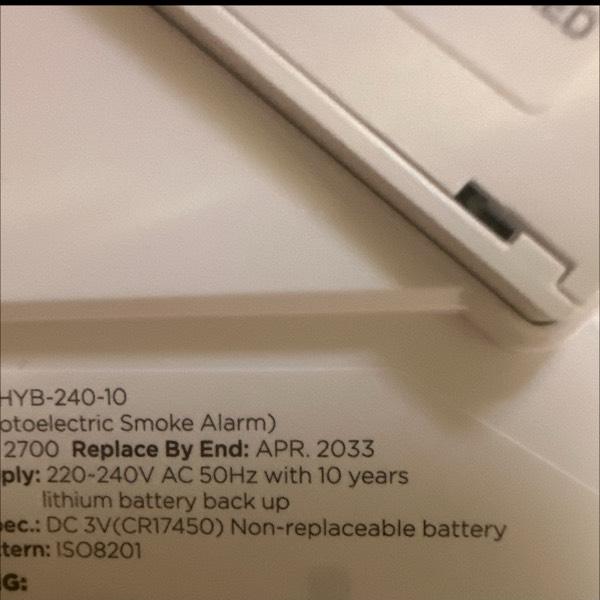 ED
HYB-240-10
otoelectric Smoke Alarm)
2700 Replace By End: APR. 2033
ply: 220~240V AC 50Hz with 10 years
lithium battery back up
ec.: DC 3V(CR17450) Non-replaceable battery
tern: ISO8201
G: